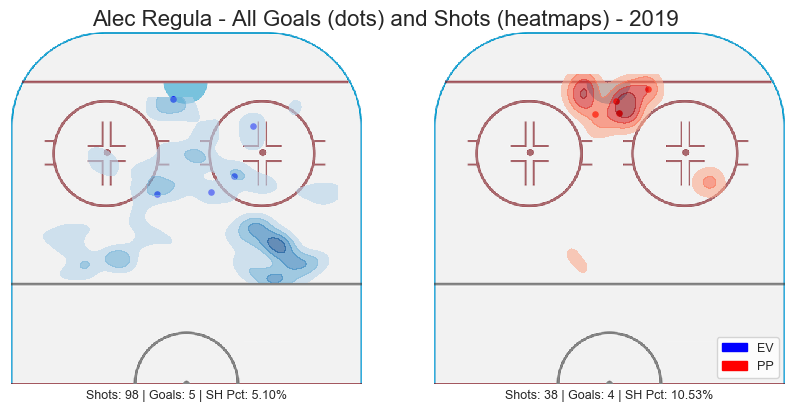 Alec Regula - All Goals (dots) and Shots (heatmaps) - 2019
EV
PP
Shots: 98 | Goals: 5 | SH Pct: 5.10%
Shots: 38 | Goals: 4 | SH Pct: 10.53%